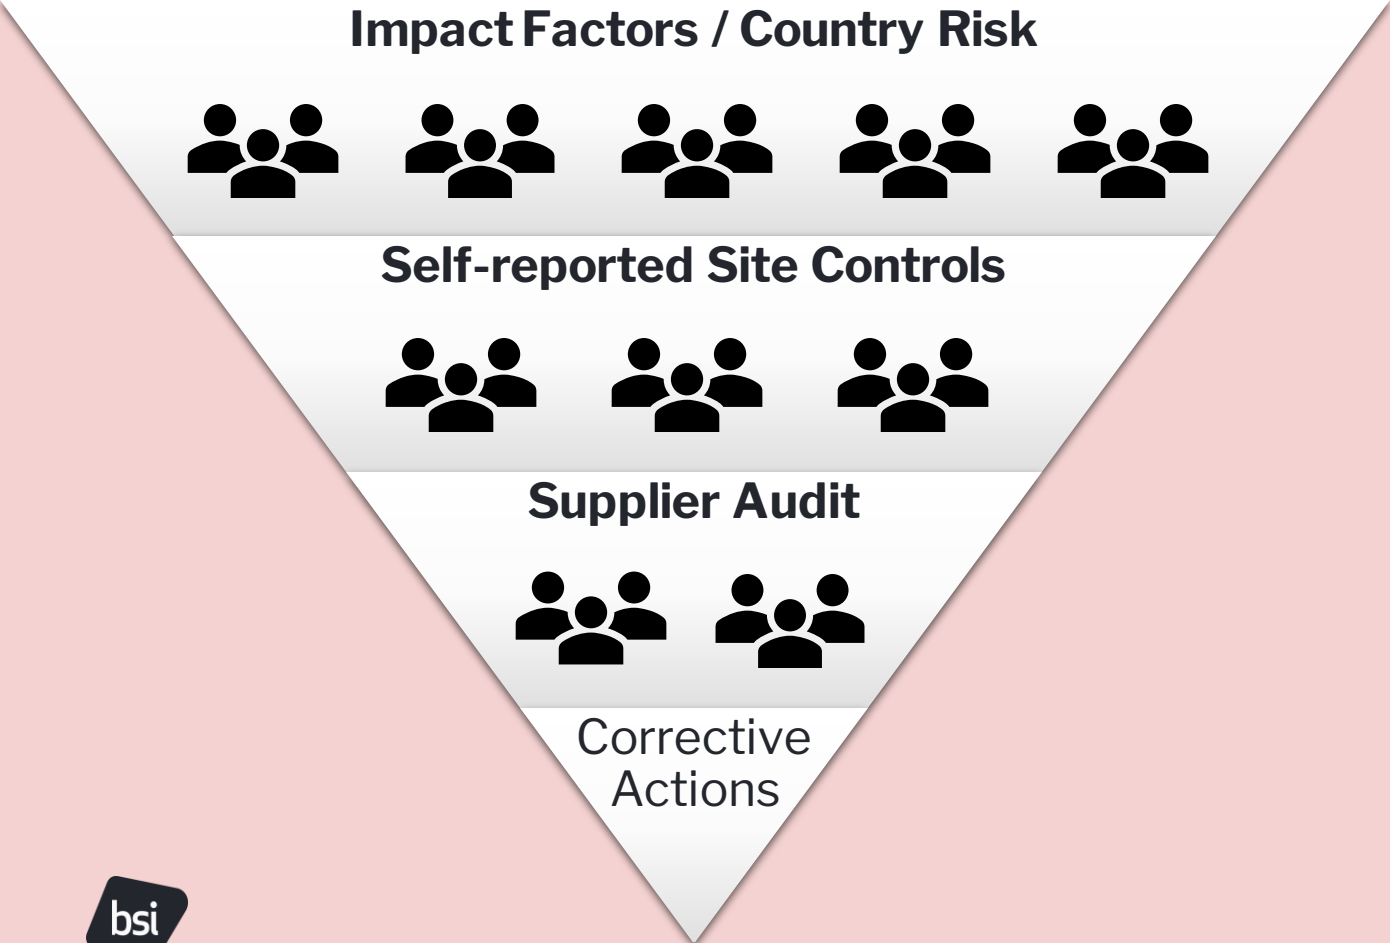 Impact Factors / Country Risk
Self-reported Site Controls
Supplier Audit
Corrective
Actions
bsi